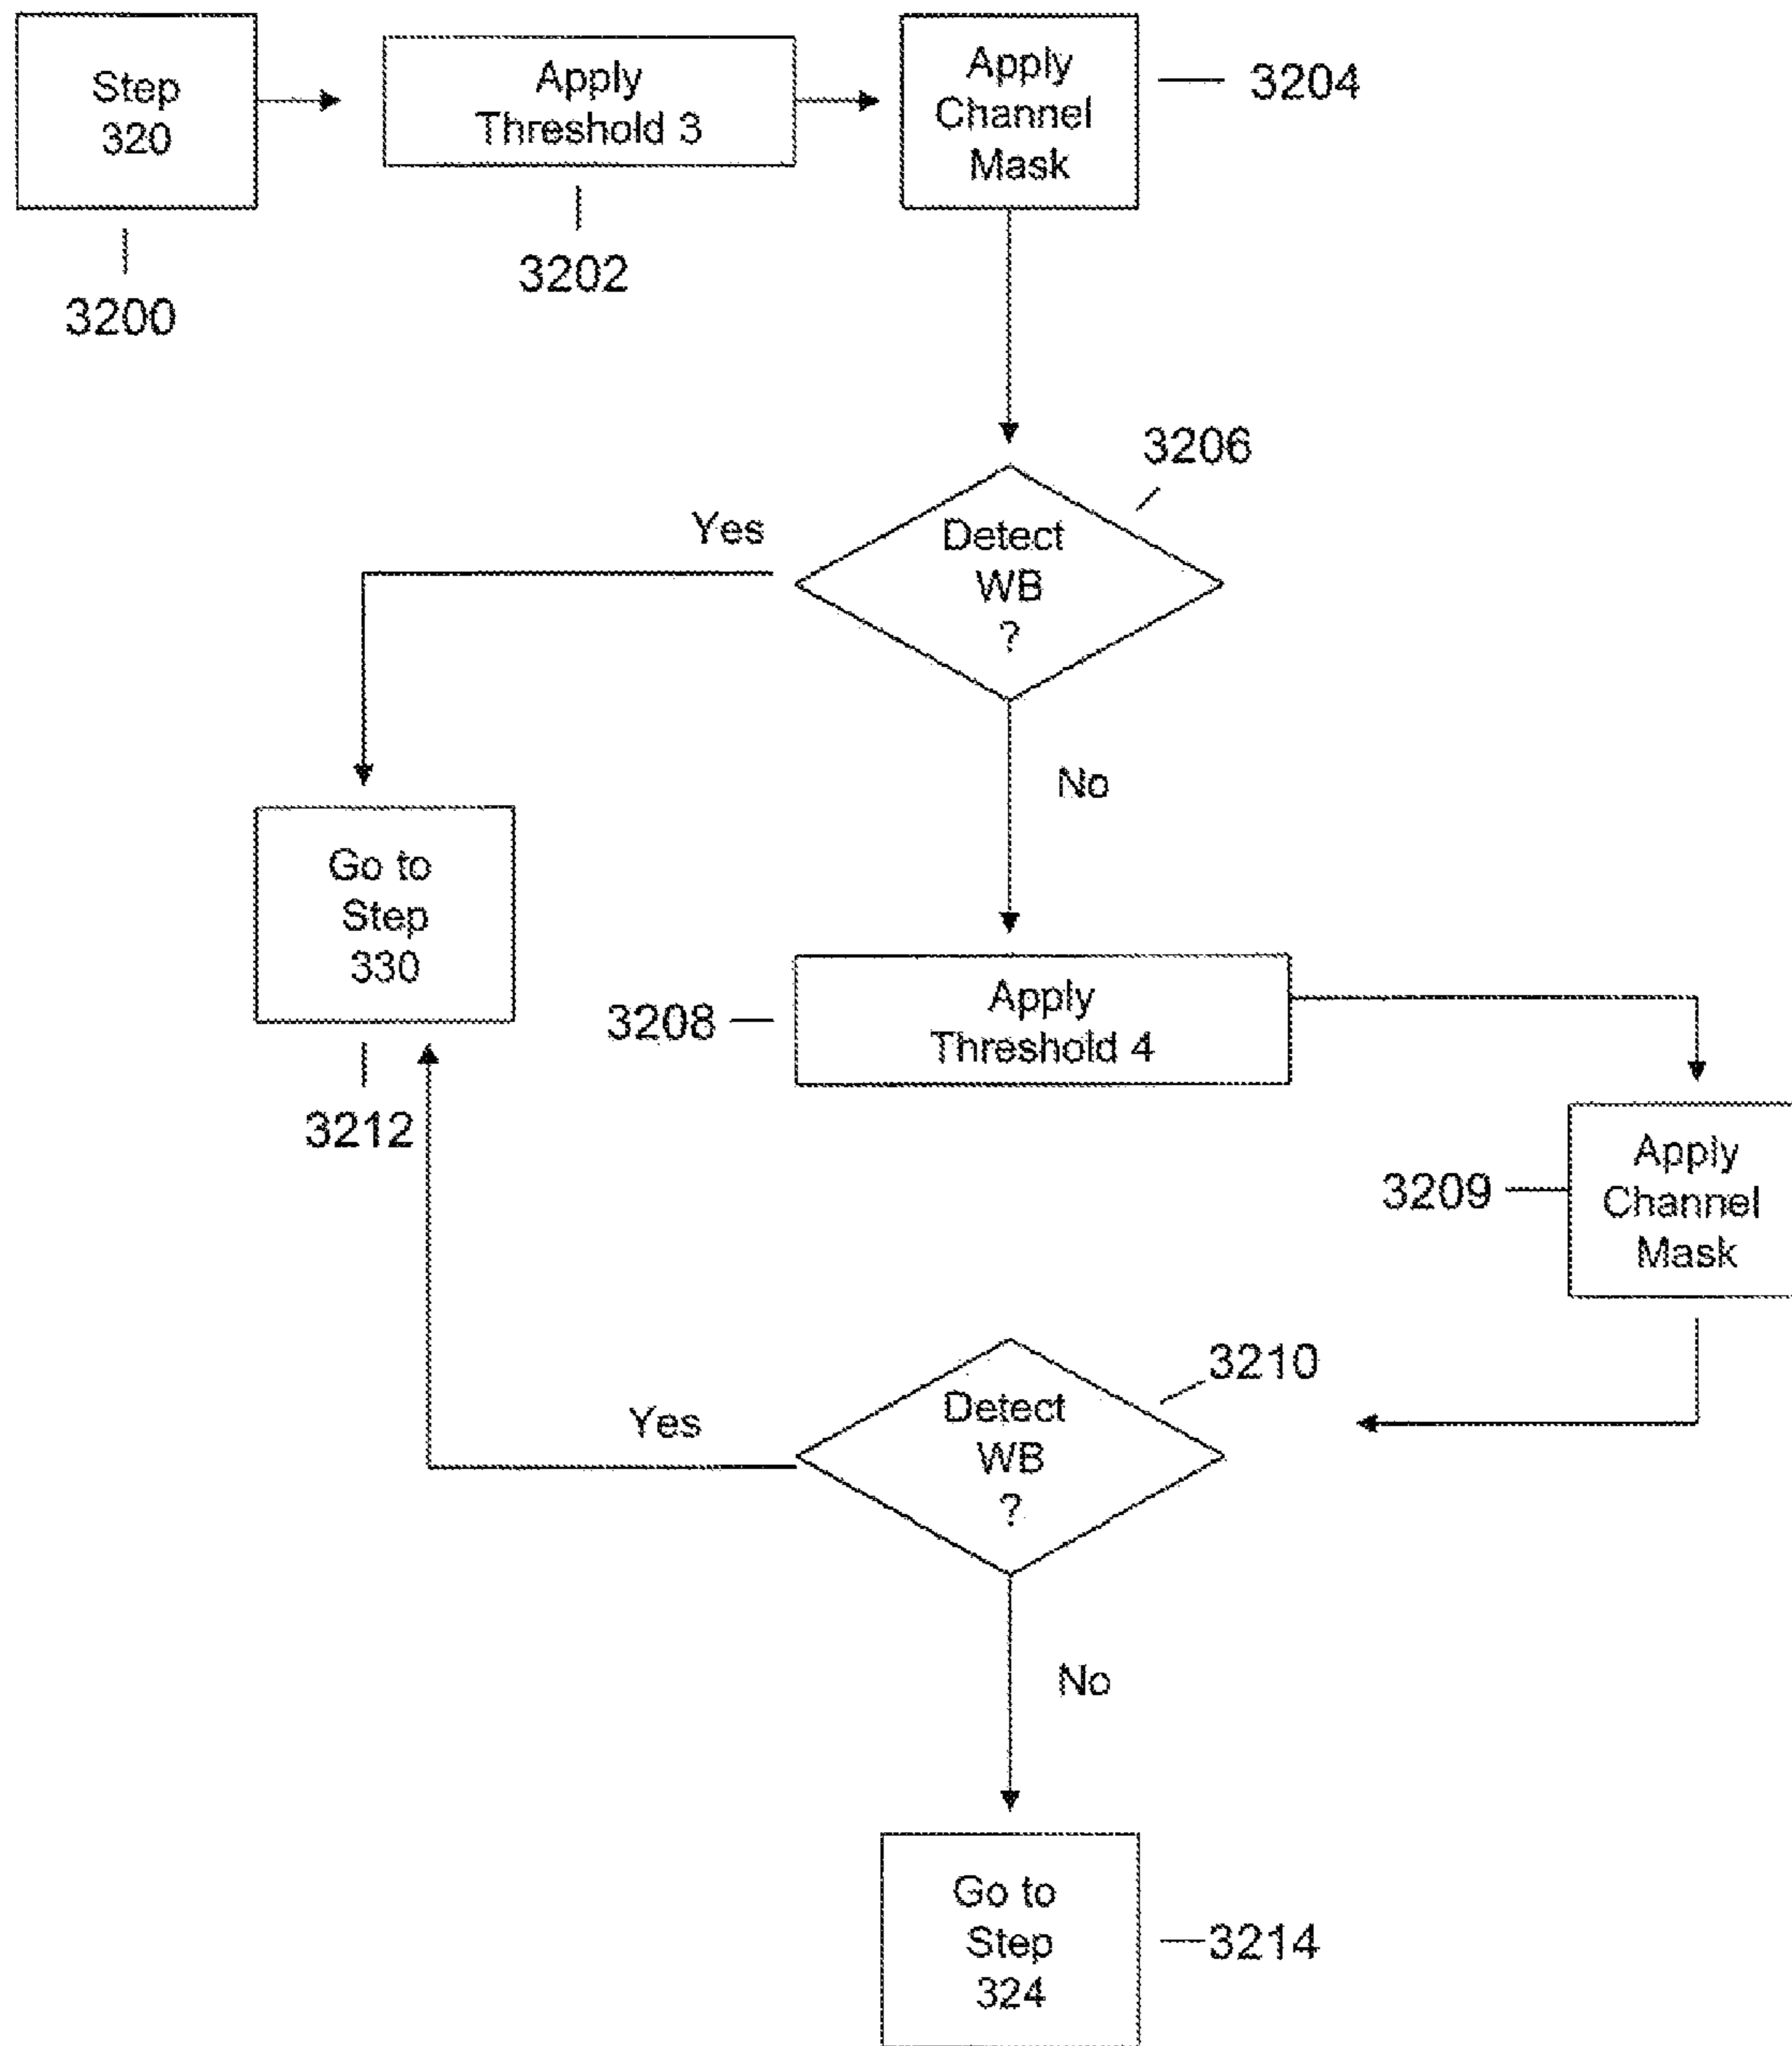 Step
320
3200
Apply
Threshold 3
3202
Apply
Channel
Mask
3204
3206
Detect
WB
?
Yes
No
Go to
Step
330
3212
Apply
Threshold 4
3208
Apply
Channel
Mask
3209
3210
Detect
WB
?
Yes
No
Go to
Step
324
3214